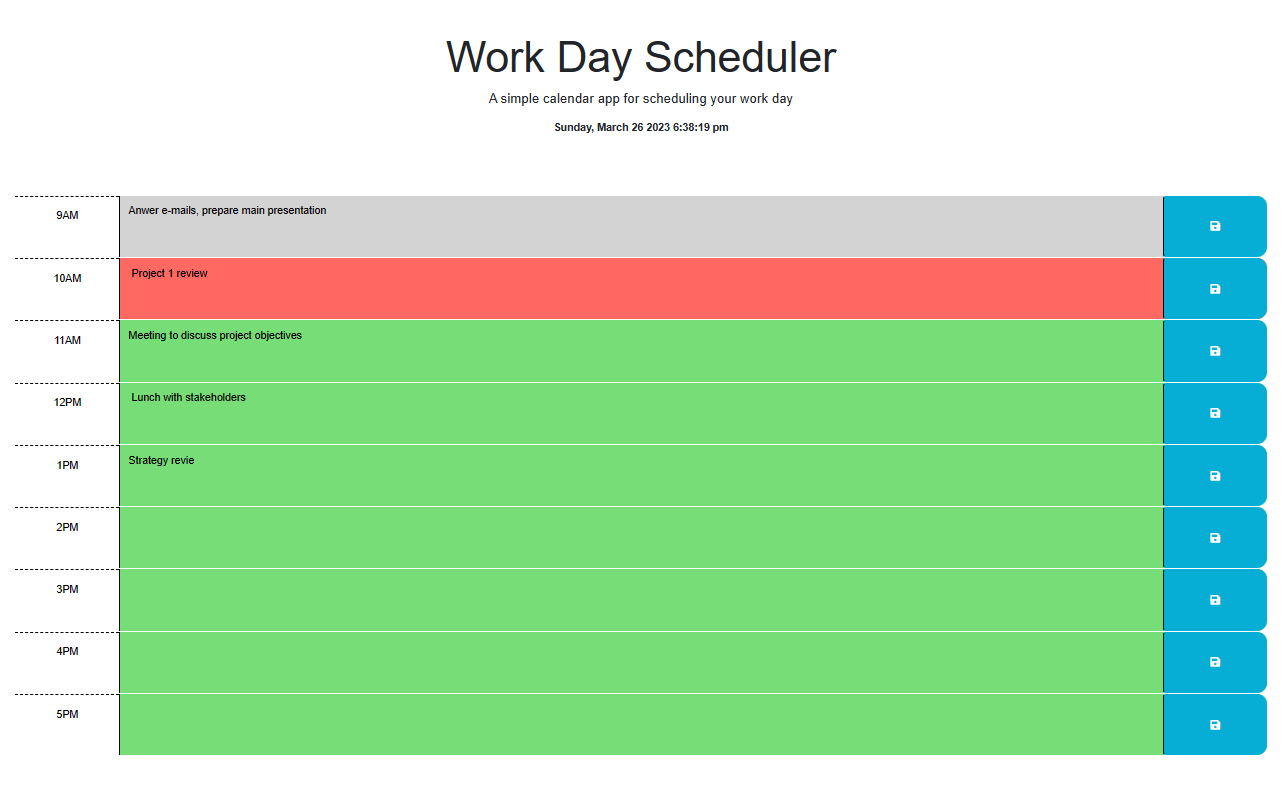 Work Day Scheduler
A simple calendar app for scheduling your work day
Sunday, March 26 2023 6:38:19 pm
9AM Anwer e-mails, prepare main presentation
10AM Project 1 review
11AM Meeting to discuss project objectives
12PM Lunch with stakeholders
1PM Strategy revie
2PM
3PM
4PM
5PM